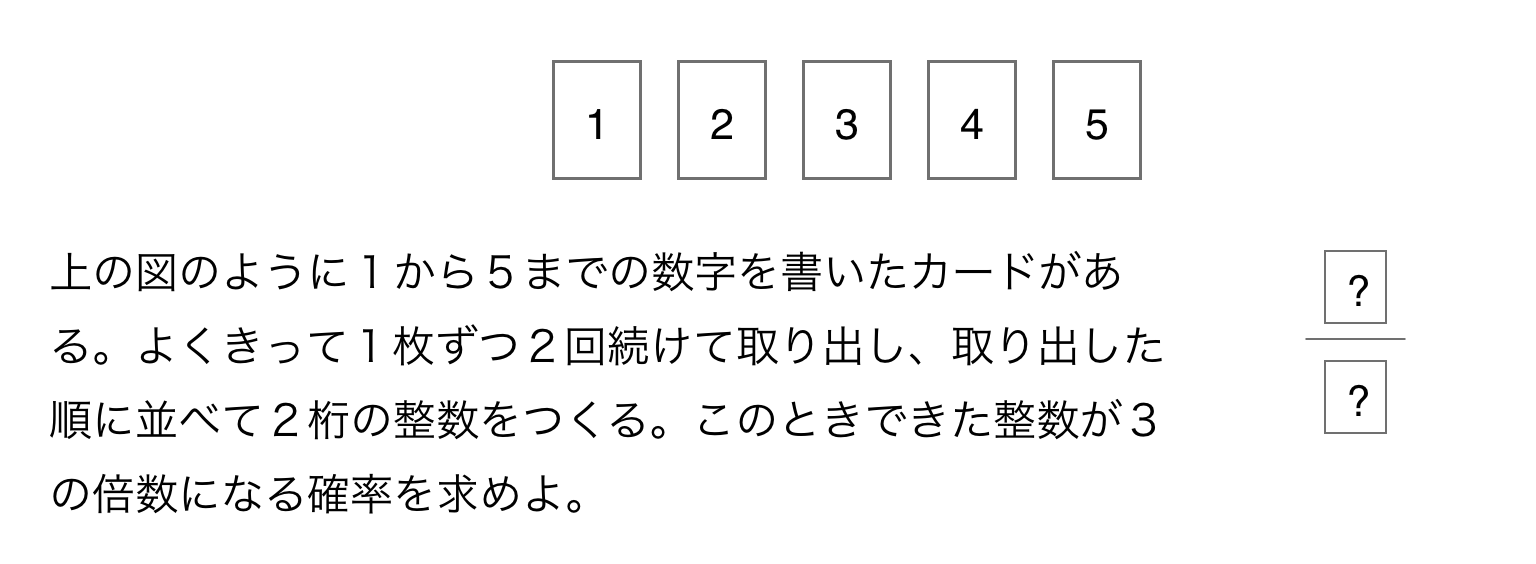 1 2 3 4 5
上の図のように１から５までの数字を書いたカードがあ
る。よくきって１枚ずつ２回続けて取り出し、取り出した
順に並べて２桁の整数をつくる。このときできた整数が３
の倍数になる確率を求めよ。
?
?